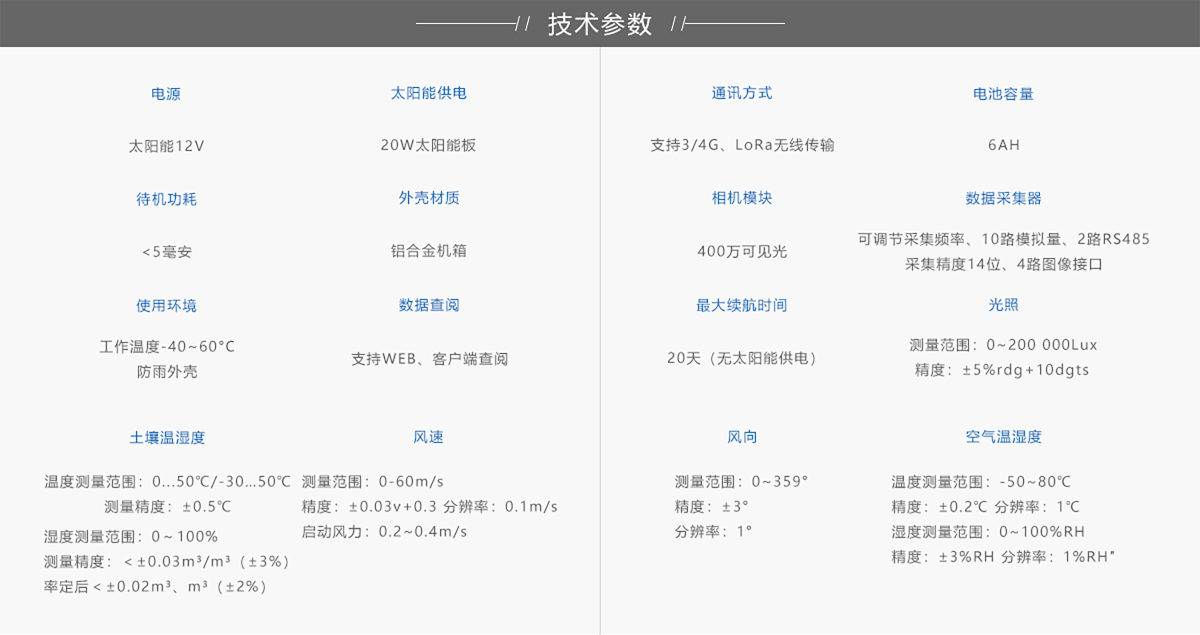 技术参数
电源
太阳能12V
太阳能供电
20W太阳能板
通讯方式
支持3/4G、LoRa无线传输
电池容量
6AH
待机功耗
<5毫安
外壳材质
铝合金机箱
相机模块
400万可见光
数据采集器
可调节采集频率、10路模拟量、2路RS485
采集精度14位、4路图像接口
使用环境
工作温度-40~60°C
防雨外壳
数据查阅
支持WEB、客户端查阅
最大续航时间
20天（无太阳能供电）
光照
测量范围：0~200 000Lux
精度：±5%rdg+10dgts
土壤温湿度
温度测量范围：0...50℃/-30...50℃
测量精度：±0.5℃
湿度测量范围：0~100%
测量精度：＜±0.03m³/m³（±3%）
率定后＜±0.02m³、m³（±2%）
风速
测量范围：0-60m/s
精度：±0.03v+0.3 分辨率：0.1m/s
启动风力：0.2~0.4m/s
风向
测量范围：0~359°
精度：±3°
分辨率：1°
空气温湿度
温度测量范围：-50~80℃
精度：±0.2℃ 分辨率：1℃
湿度测量范围：0~100%RH
精度：±3%RH 分辨率：1%RH"